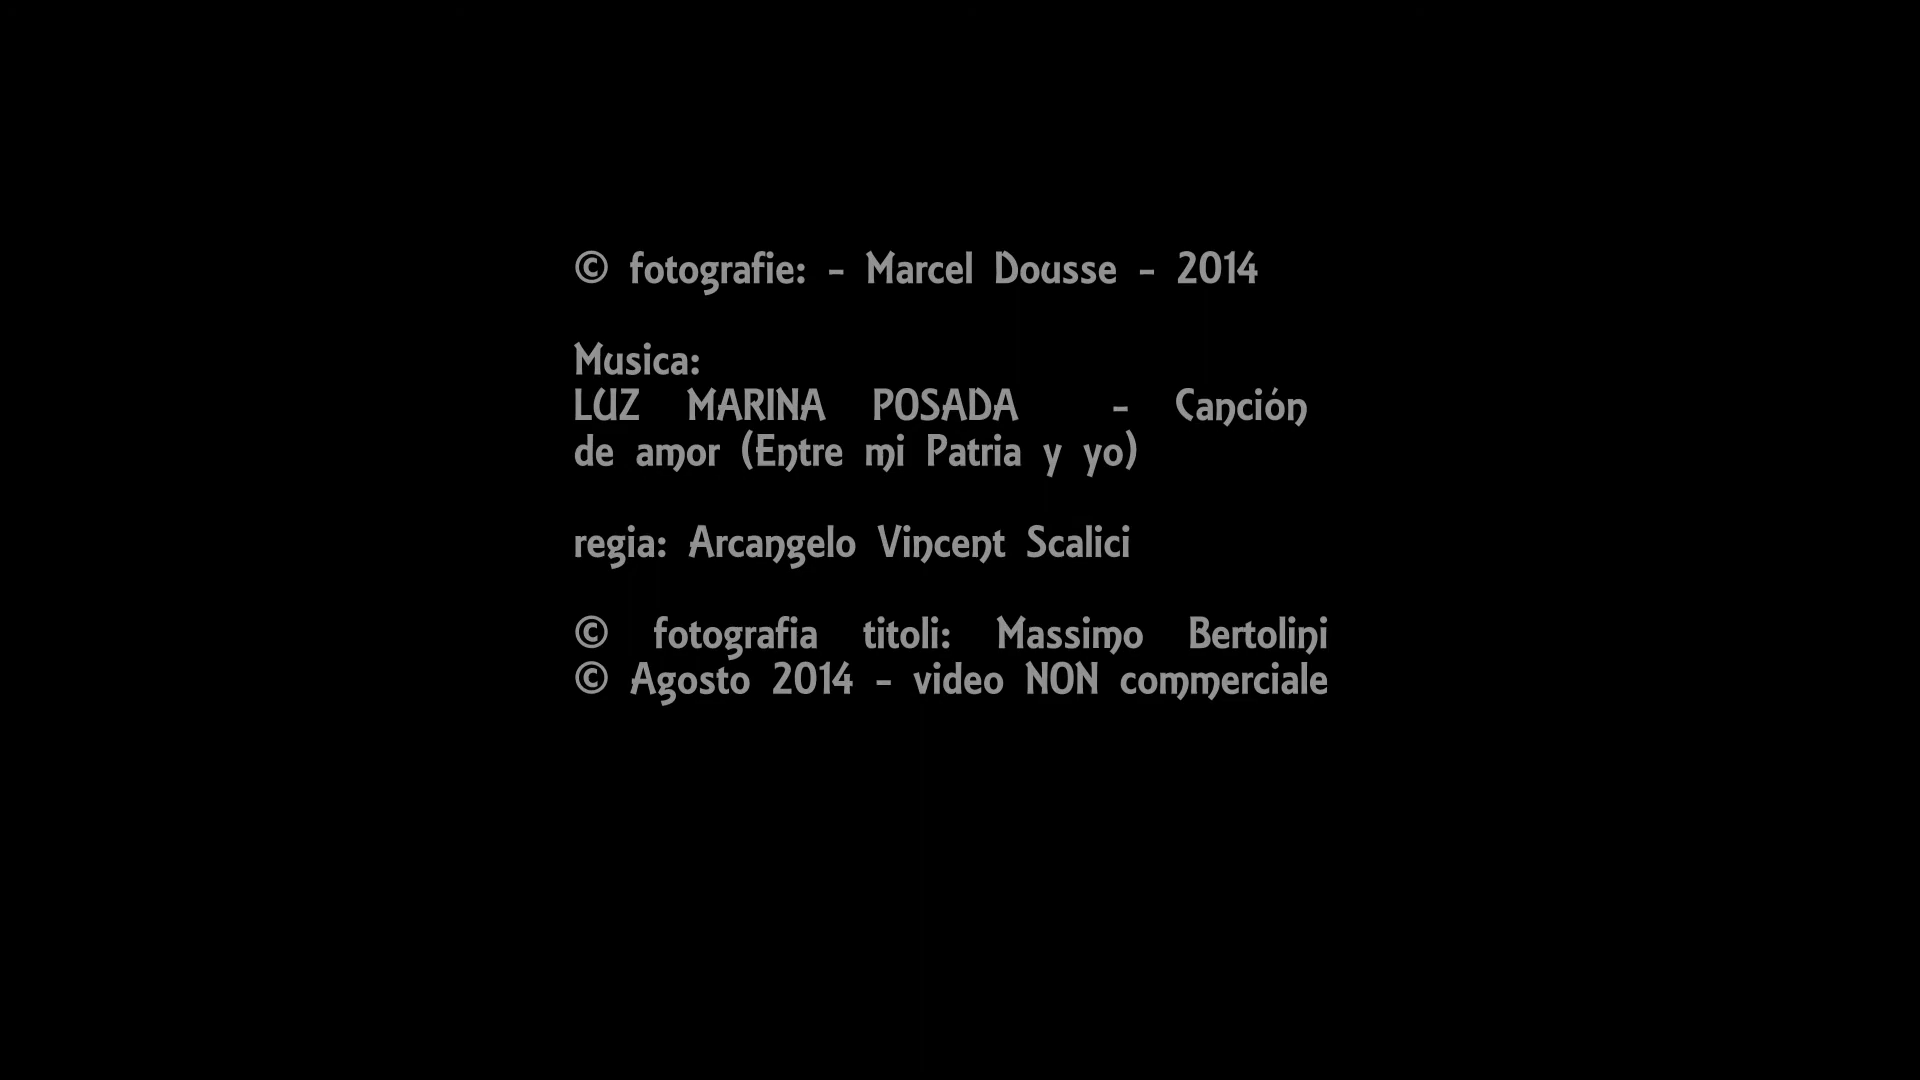 © fotografie: - Marcel Dousse - 2014
Musica:
LUZ MARINA POSADA - Canción
de amor (Entre mi Patria y yo)
regia: Arcangelo Vincent Scalici
© fotografia titoli: Massimo Bertolini
© Agosto 2014 - video NON commerciale